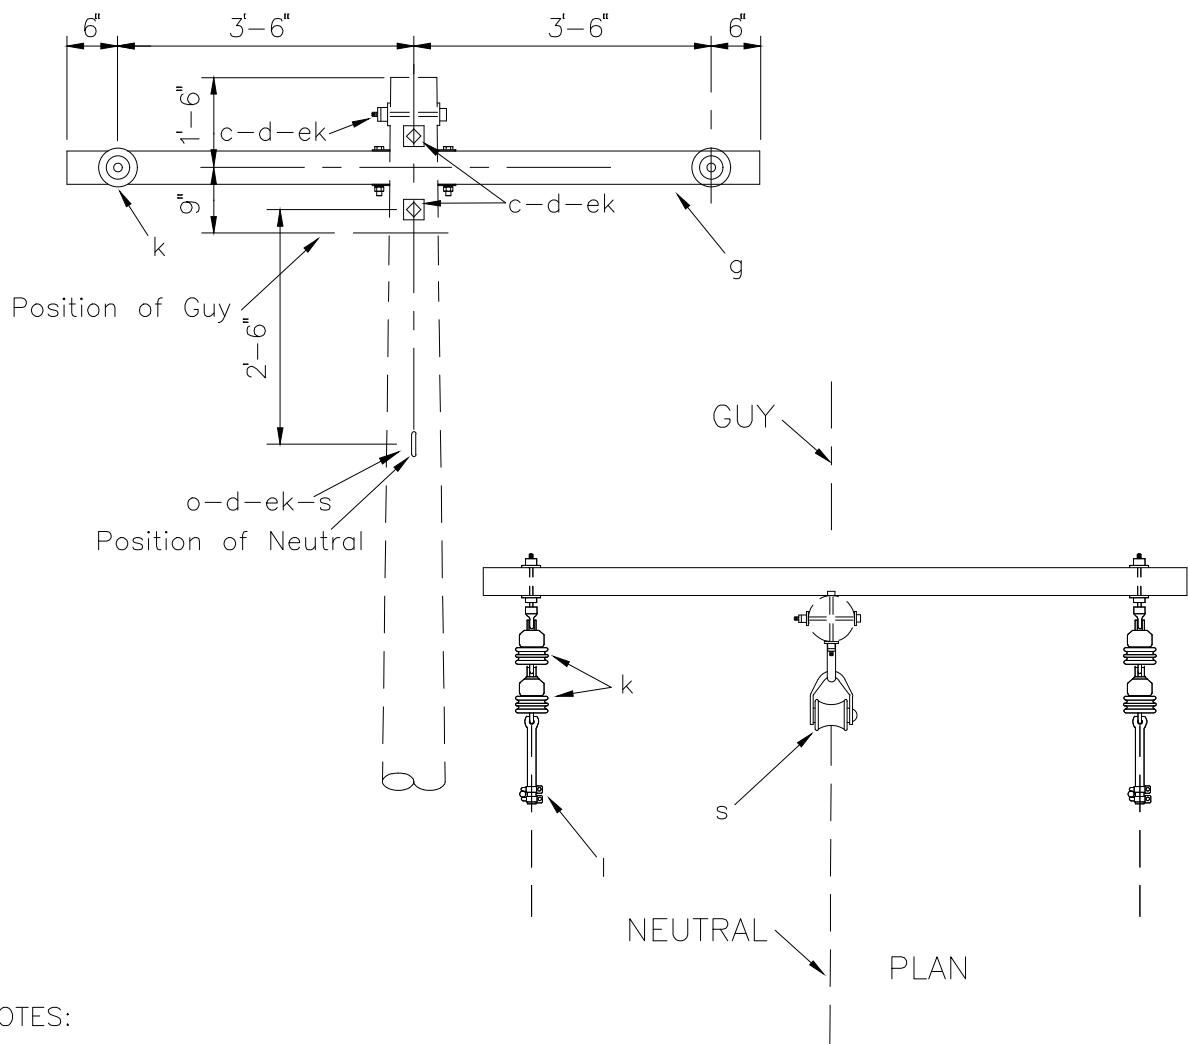 6" 3'-6" 3'-6" 6"
1'-6"
c-d-ek
9"
c-d-ek
k
g
Position of Guy
2'-6"
GUY
o-d-ek-s
Position of Neutral
k
s
l
NEUTRAL
PLAN
OTES: